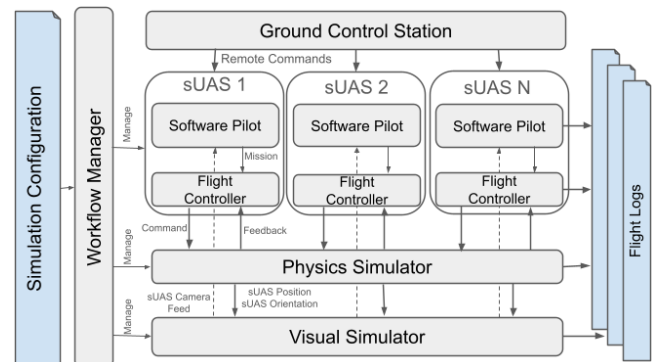 Simulation Configuration
Workflow Manager
Ground Control Station
Remote Commands
sUAS 1
sUAS 2
sUAS N
Manage
Software Pilot
Software Pilot
Software Pilot
Mission
Flight
Controller
Flight
Controller
Flight
Controller
Command
Feedback
Manage
Physics Simulator
sUAS Camera
Feed
sUAS Position
sUAS Orientation
Manage
Visual Simulator
Flight Logs